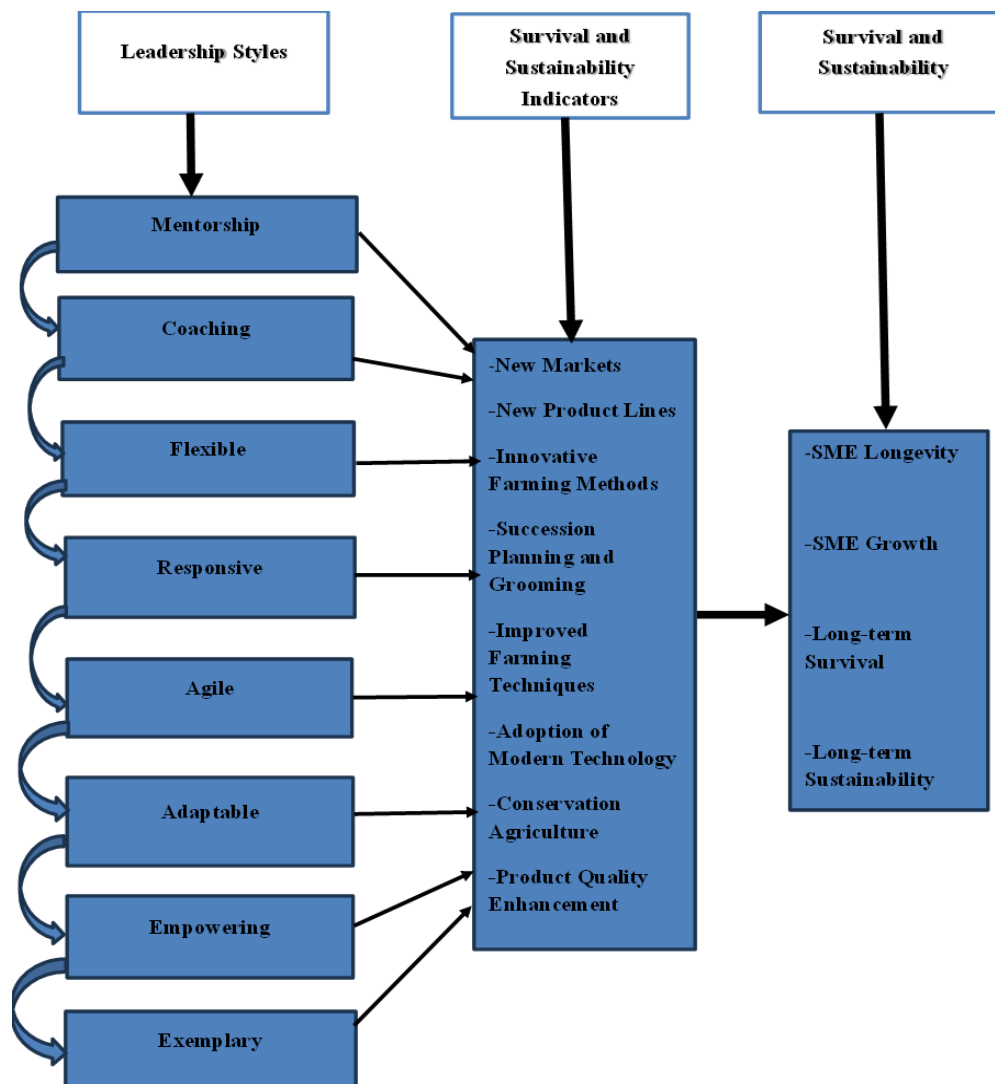 Leadership Styles
Survival and
Sustainability
Indicators
Survival and
Sustainability
Mentorship
Coaching
Flexible
Responsive
Agile
Adaptable
Empowering
Exemplary
-New Markets
-New Product Lines
-Innovative
Farming Methods
-Succession
Planning and
Grooming
-Improved
Farming
Techniques
-Adoption of
Modern Technology
-Conservation
Agriculture
-Product Quality
Enhancement
-SME Longevity
-SME Growth
-Long-term
Survival
-Long-term
Sustainability